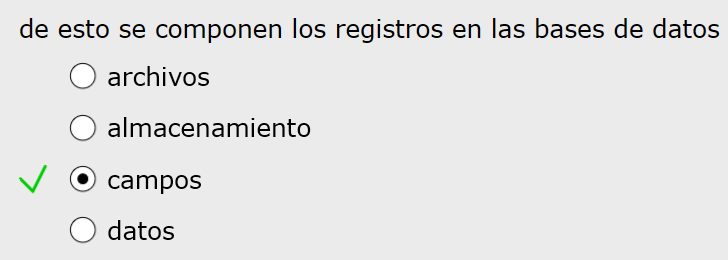 de esto se componen los registros en las bases de datos
archivos
almacenamiento
campos
datos